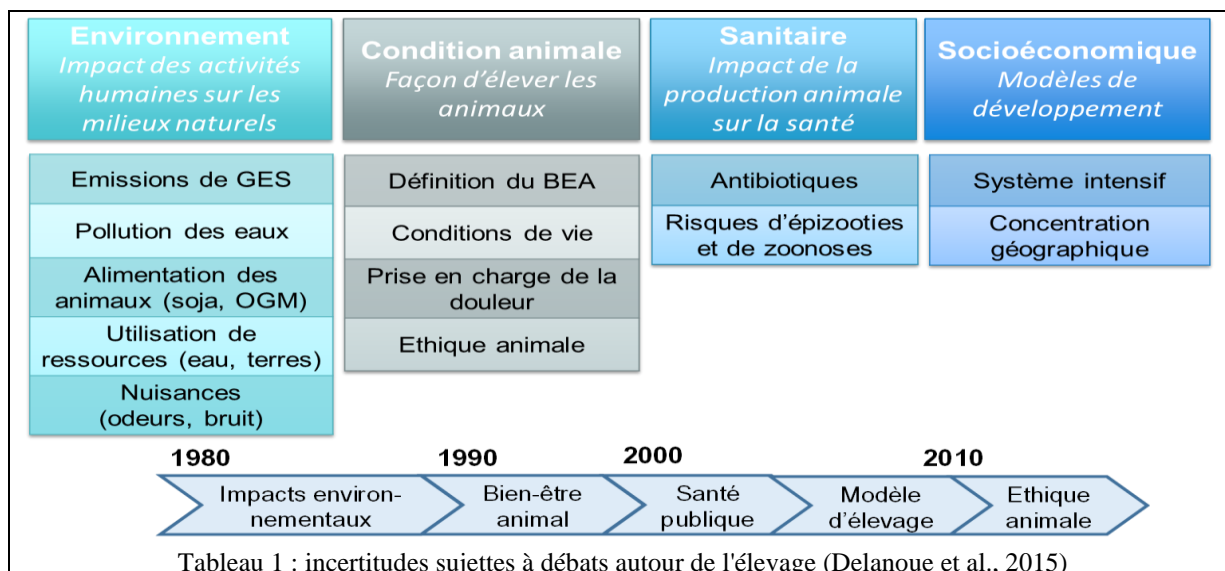 Environnement
Impact des activités
humaines sur les
milieux naturels
Emissions de GES
Pollution des eaux
Alimentation des
animaux (soja, OGM)
Utilisation de
ressources (eau, terres)
Nuisances
(odeurs, bruit)
Condition animale
Façon d'élever les
animaux
Définition du BEA
Conditions de vie
Prise en charge de la
douleur
Ethique animale
Sanitaire
Impact de la
production animale
sur la santé
Antibiotiques
Risques d'épizooties
et de zoonoses
Socioéconomique
Modèles de
développement
Système intensif
Concentration
géographique
1980
1990
2000
2010
Impacts environ-
nementaux
Bien-être
animal
Santé
publique
Modèle
d'élevage
Ethique
animale
Tableau 1 : incertitudes sujettes à débats autour de l'élevage (Delanoue et al., 2015)